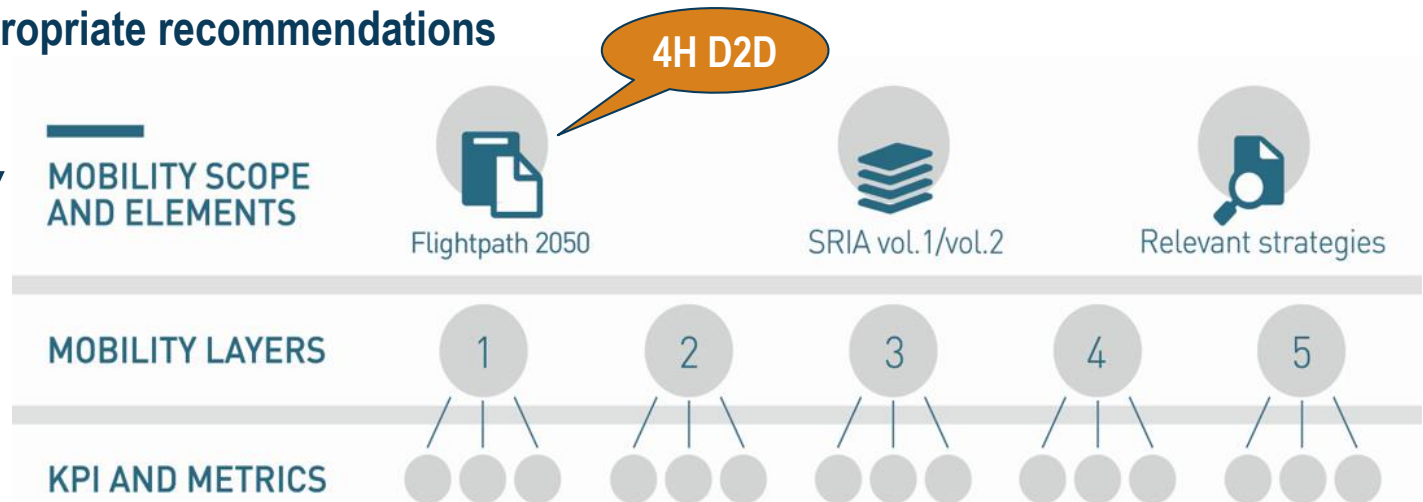 ropriate recommendations
4H D2D
MOBILITY SCOPE
AND ELEMENTS
Flightpath 2050
SRIA vol.1/vol.2
Relevant strategies
MOBILITY LAYERS
1
2
3
4
5
KPI AND METRICS